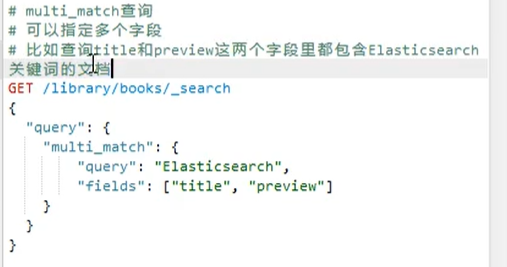 # multi_match查询
# 可以指定多个字段
# 比如查询title和preview这两个字段里都包含Elasticsearch
关键词的文档
GET /library/books/_search
{
  "query": {
    "multi_match": {
        "query": "Elasticsearch",
        "fields": ["title", "preview"]
    }
  }
}